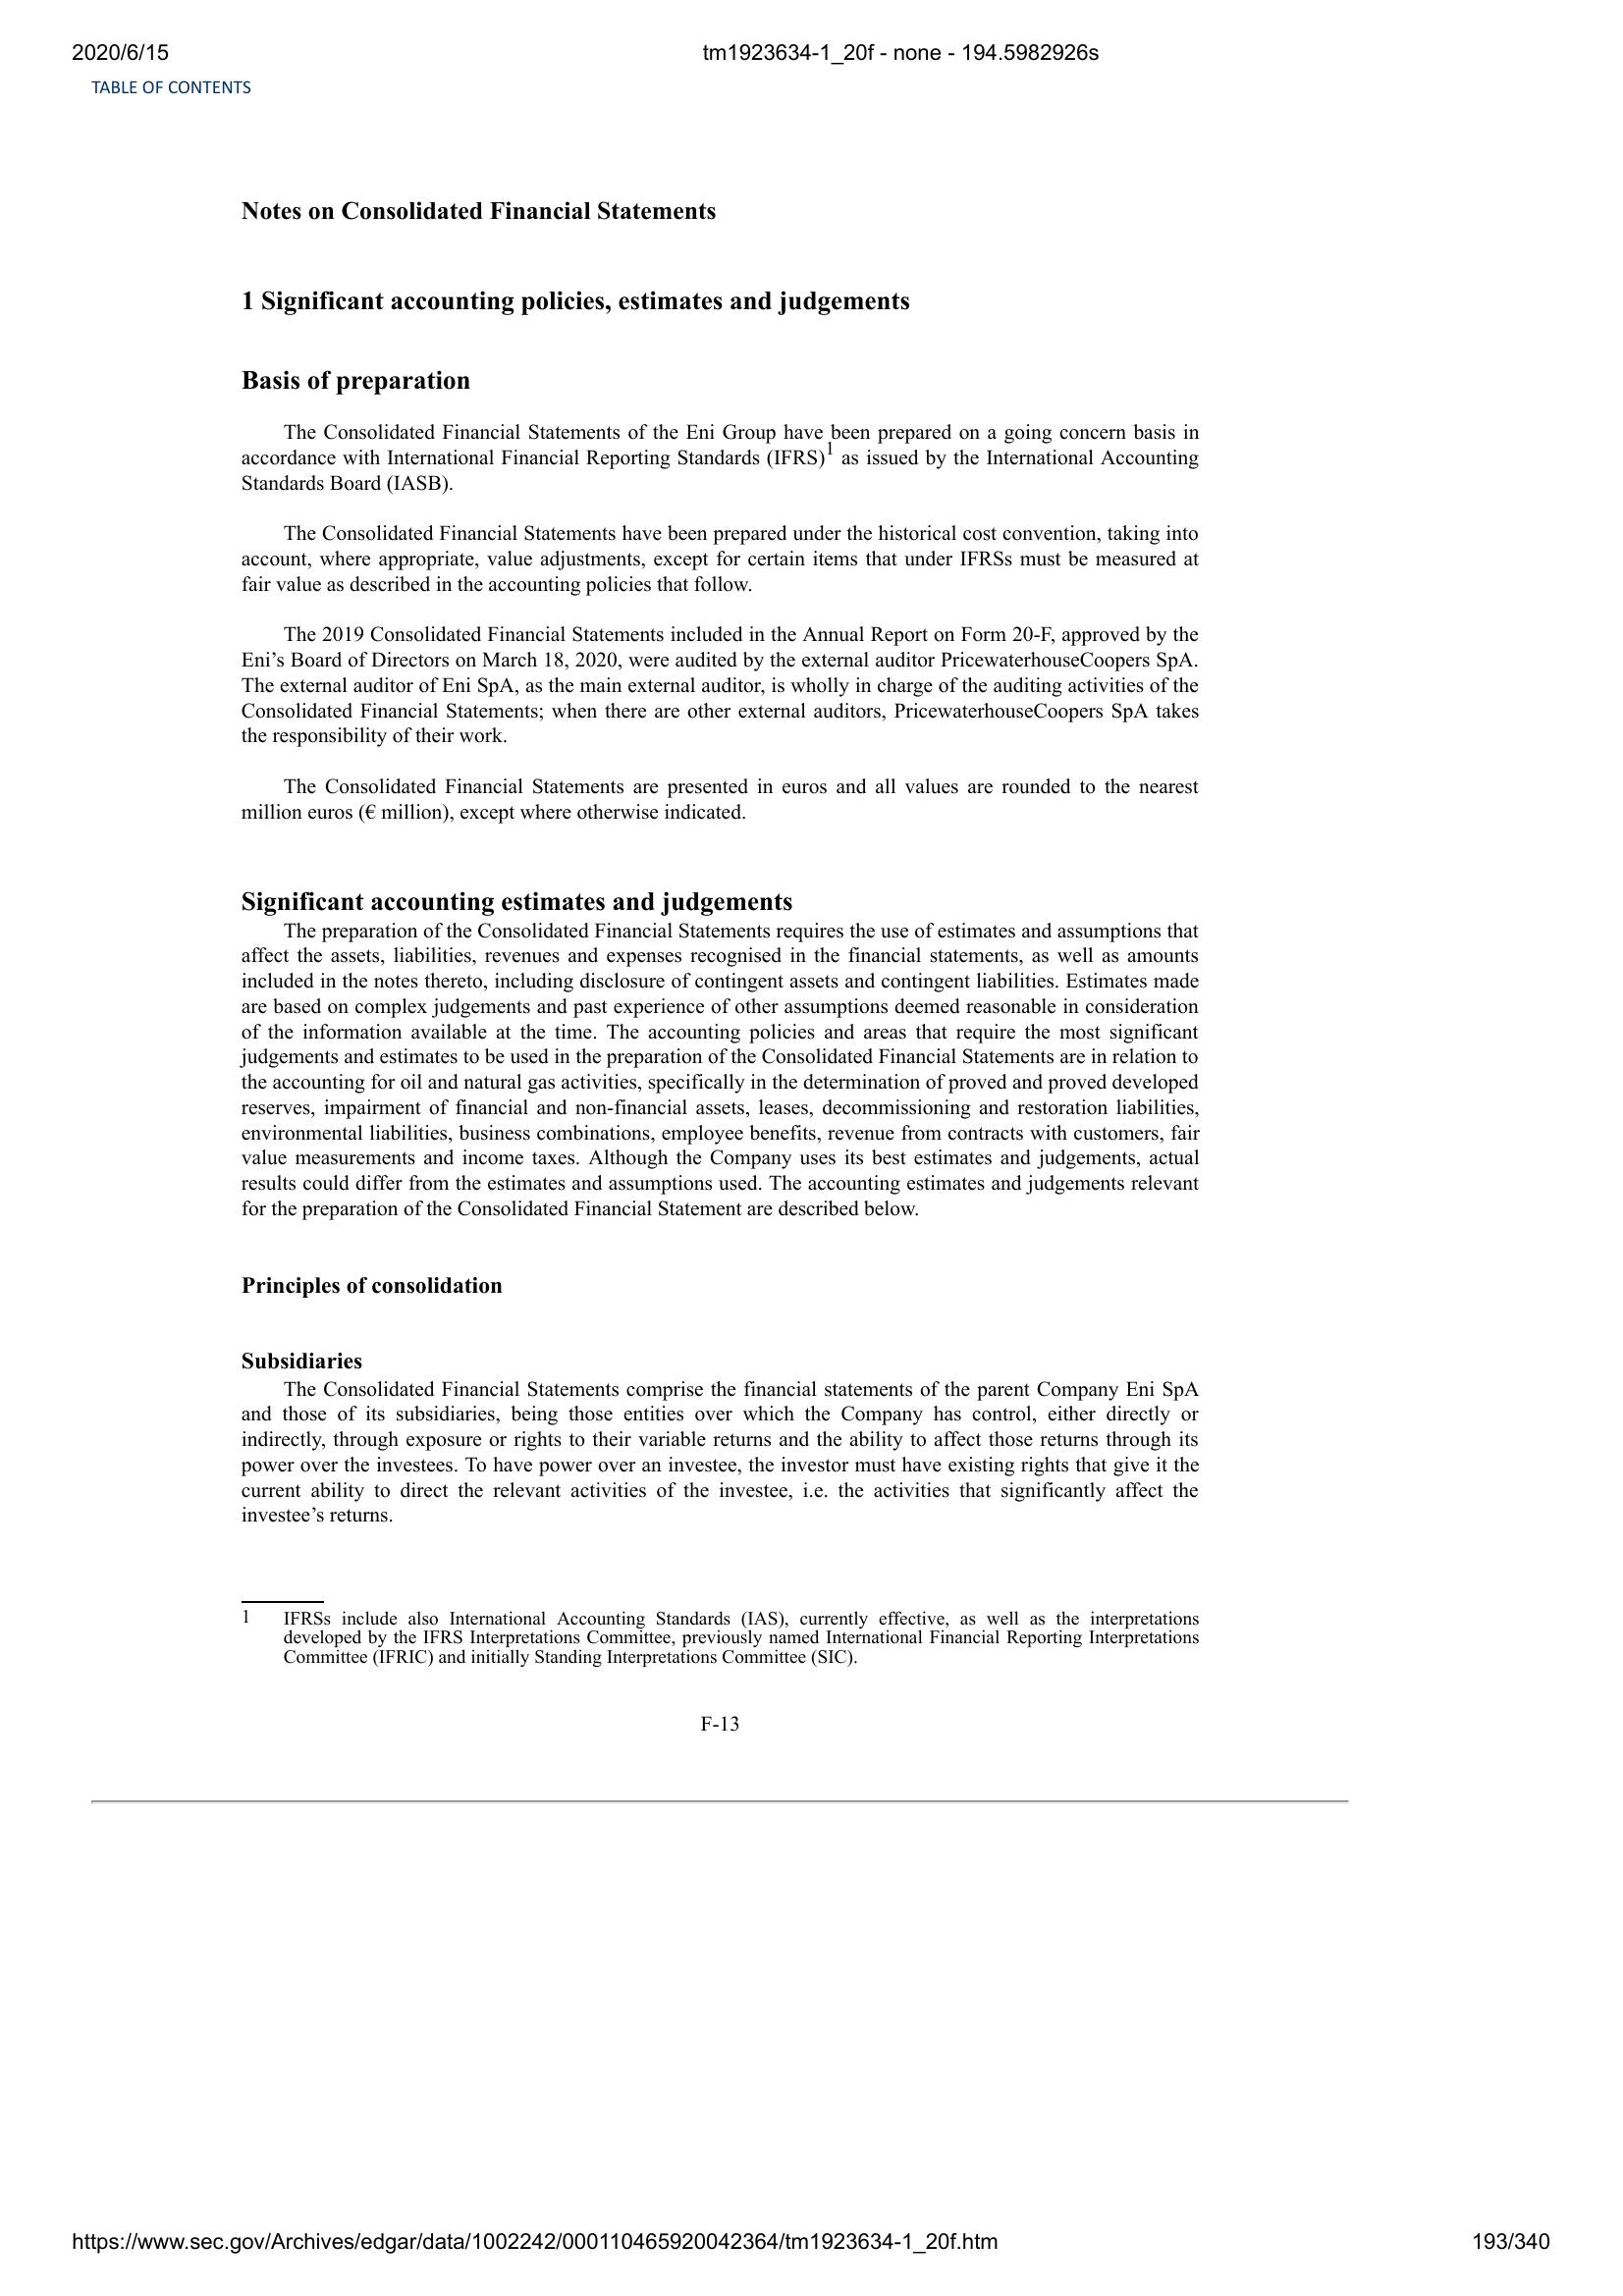 2020/6/15 tm1923634-1_20f - none - 194.5982926s
TABLE OF CONTENTS
Notes on Consolidated Financial Statements
1 Significant accounting policies, estimates and judgements
Basis of preparation
The Consolidated Financial Statements of the Eni Group have been prepared on a going concern basis in
accordance with International Financial Reporting Standards (IFRS)1 as issued by the International Accounting
Standards Board (IASB).
The Consolidated Financial Statements have been prepared under the historical cost convention, taking into
account, where appropriate, value adjustments, except for certain items that under IFRSs must be measured at
fair value as described in the accounting policies that follow.
The 2019 Consolidated Financial Statements included in the Annual Report on Form 20-F, approved by the
Eni’s Board of Directors on March 18, 2020, were audited by the external auditor PricewaterhouseCoopers SpA.
The external auditor of Eni SpA, as the main external auditor, is wholly in charge of the auditing activities of the
Consolidated Financial Statements; when there are other external auditors, PricewaterhouseCoopers SpA takes
the responsibility of their work.
The Consolidated Financial Statements are presented in euros and all values are rounded to the nearest
million euros (€ million), except where otherwise indicated.
Significant accounting estimates and judgements
The preparation of the Consolidated Financial Statements requires the use of estimates and assumptions that
affect the assets, liabilities, revenues and expenses recognised in the financial statements, as well as amounts
included in the notes thereto, including disclosure of contingent assets and contingent liabilities. Estimates made
are based on complex judgements and past experience of other assumptions deemed reasonable in consideration
of the information available at the time. The accounting policies and areas that require the most significant
judgements and estimates to be used in the preparation of the Consolidated Financial Statements are in relation to
the accounting for oil and natural gas activities, specifically in the determination of proved and proved developed
reserves, impairment of financial and non-financial assets, leases, decommissioning and restoration liabilities,
environmental liabilities, business combinations, employee benefits, revenue from contracts with customers, fair
value measurements and income taxes. Although the Company uses its best estimates and judgements, actual
results could differ from the estimates and assumptions used. The accounting estimates and judgements relevant
for the preparation of the Consolidated Financial Statement are described below.
Principles of consolidation
Subsidiaries
The Consolidated Financial Statements comprise the financial statements of the parent Company Eni SpA
and those of its subsidiaries, being those entities over which the Company has control, either directly or
indirectly, through exposure or rights to their variable returns and the ability to affect those returns through its
power over the investees. To have power over an investee, the investor must have existing rights that give it the
current ability to direct the relevant activities of the investee, i.e. the activities that significantly affect the
investee’s returns.
1 IFRSs include also International Accounting Standards (IAS), currently effective, as well as the interpretations
developed by the IFRS Interpretations Committee, previously named International Financial Reporting Interpretations
Committee (IFRIC) and initially Standing Interpretations Committee (SIC).
F-13
https://www.sec.gov/Archives/edgar/data/1002242/000110465920042364/tm1923634-1_20f.htm 193/340